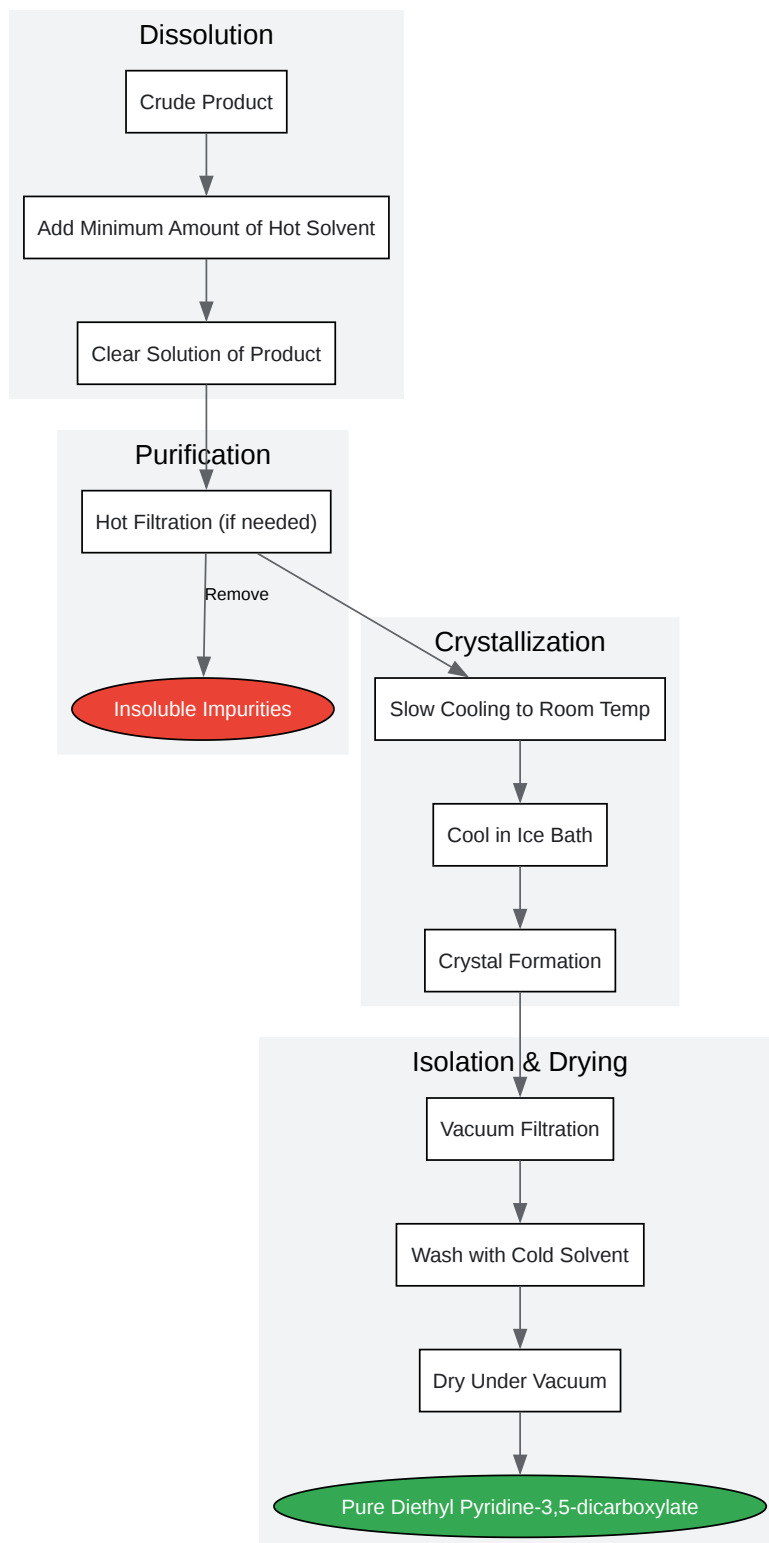 Dissolution
Crude Product
Add Minimum Amount of Hot Solvent
Clear Solution of Product
Purification
Hot Filtration (if needed)
Remove
Insoluble Impurities
Crystallization
Slow Cooling to Room Temp
Cool in Ice Bath
Crystal Formation
Isolation & Drying
Vacuum Filtration
Wash with Cold Solvent
Dry Under Vacuum
Pure Diethyl Pyridine-3,5-dicarboxylate